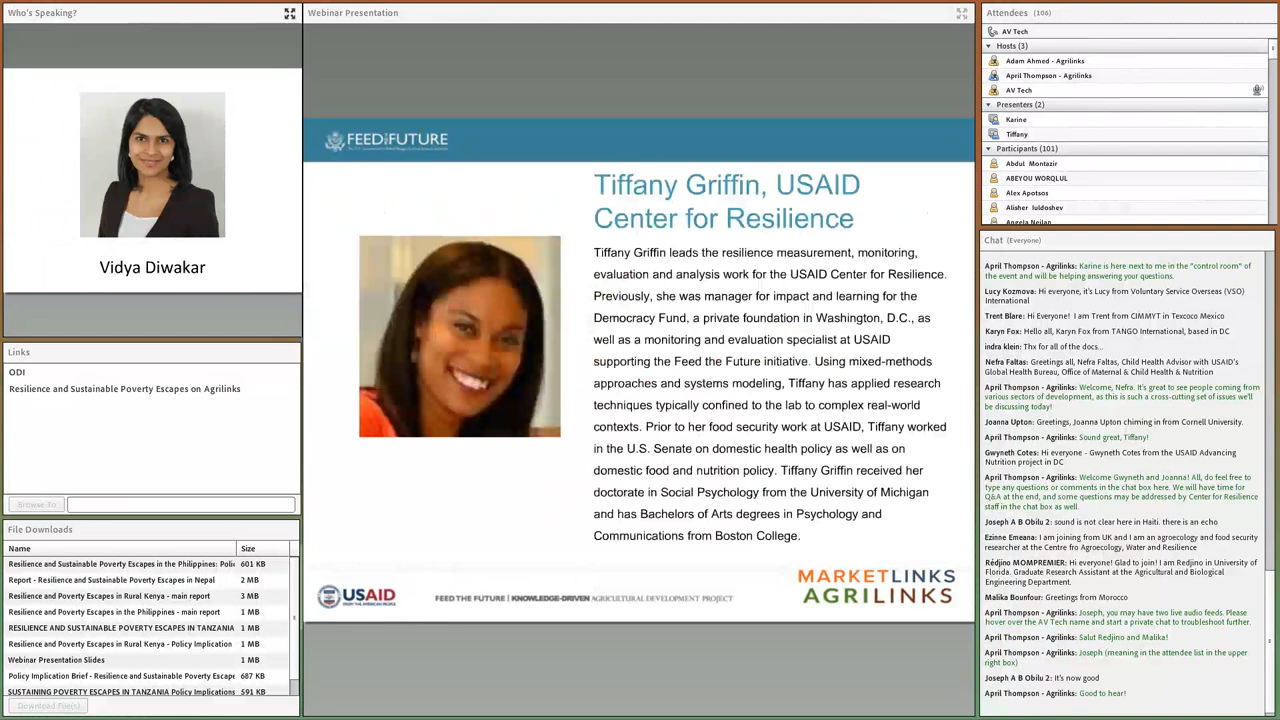 Who's Speaking?
Vidya Diwakar
Links
ODI
Resilience and Sustainable Poverty Escapes on Agrilinks
Browse To
File Downloads
Name Size
Resilience and Sustainable Poverty Escapes in the Philippines: Polic 601 KB
Report - Resilience and Sustainable Poverty Escapes in Nepal 2 MB
Resilience and Poverty Escapes in Rural Kenya - main report 3 MB
Resilience and Poverty Escapes in the Philippines - main report 1 MB
RESILIENCE AND SUSTAINABLE POVERTY ESCAPES IN TANZANIA 1 MB
Resilience and Poverty Escapes in Rural Kenya - Policy Implication 1 MB
Webinar Presentation Slides 1 MB
Policy Implication Brief - Resilience and Sustainable Poverty Escape 687 KB
SUSTAINING POVERTY ESCAPES IN TANZANIA Policy Implications 591 KB
Download File(s)
Webinar Presentation
FEED THE FUTURE
Tiffany Griffin, USAID
Center for Resilience
Tiffany Griffin leads the resilience measurement, monitoring,
evaluation and analysis work for the USAID Center for Resilience.
Previously, she was manager for impact and learning for the
Democracy Fund, a private foundation in Washington, D.C., as
well as a monitoring and evaluation specialist at USAID
supporting the Feed the Future initiative. Using mixed-methods
approaches and systems modeling, Tiffany has applied research
techniques typically confined to the lab to complex real-world
contexts. Prior to her food security work at USAID, Tiffany worked
in the U.S. Senate on domestic health policy as well as on
domestic food and nutrition policy. Tiffany Griffin received her
doctorate in Social Psychology from the University of Michigan
and has Bachelors of Arts degrees in Psychology and
Communications from Boston College.
USAID
FROM THE AMERICAN PEOPLE
FEED THE FUTURE | KNOWLEDGE-DRIVEN AGRICULTURAL DEVELOPMENT PROJECT
MARKETLINKS
AGRILINKS
Attendees (106)
AV Tech
Hosts (3)
Adam Ahmed - Agrilinks
April Thompson - Agrilinks
AV Tech
Presenters (2)
Karine
Tiffany
Participants (101)
Abdul Montazir
ABEYOU WORQLUL
Alex Apotsos
Alisher Iuldoshev
Angela Neilan
Chat (Everyone)
April Thompson - Agrilinks: Karine is here next to me in the "control room" of
the event and will be helping answering your questions.
Lucy Kozmova: Hi everyone, it's Lucy from Voluntary Service Overseas (VSO)
International
Trent Blare: Hi Everyone! I am Trent from CIMMYT in Texcoco Mexico
Karyn Fox: Hello all, Karyn Fox from TANGO International, based in DC
indra klein: Thx for all of the docs...
Nefra Faltas: Greetings all, Nefra Faltas, Child Health Advisor with USAID's
Global Health Bureau, Office of Maternal & Child Health & Nutrition
April Thompson - Agrilinks: Welcome, Nefra. It's great to see people coming from
various sectors of development, as this is such a cross-cutting set of issues we'll
be discussing today!
Joanna Upton: Greetings, Joanna Upton chiming in from Cornell University.
April Thompson - Agrilinks: Sound great, Tiffany!
Gwyneth Cotes: Hi everyone - Gwyneth Cotes from the USAID Advancing
Nutrition project in DC
April Thompson - Agrilinks: Welcome Gwyneth and Joanna! All, do feel free to
type any questions or comments in the chat box here. We will have time for
Q&A at the end, and some questions may be addressed by Center for Resilience
staff in the chat box as well.
Joseph A B Obilu 2: sound is not clear here in Haiti. there is an echo
Ezinne Emeana: I am joining from UK and I am an agroecology and food security
researcher at the Centre fro Agroecology, Water and Resilience
Rédjino MOMPREMIER: Hi everyone! Glad to join! I am Redjino in University of
Florida. Graduate Research Assistant at the Agricultural and Biological
Engineering Department.
Malika Bounfour: Greetings from Morocco
April Thompson - Agrilinks: Joseph, you may have two live audio feeds. Please
hover over the AV Tech name and start a private chat to troubleshoot further.
April Thompson - Agrilinks: Salut Redjino and Malika!
April Thompson - Agrilinks: Joseph (meaning in the attendee list in the upper
right box)
Joseph A B Obilu 2: It's now good
April Thompson - Agrilinks: Good to hear!